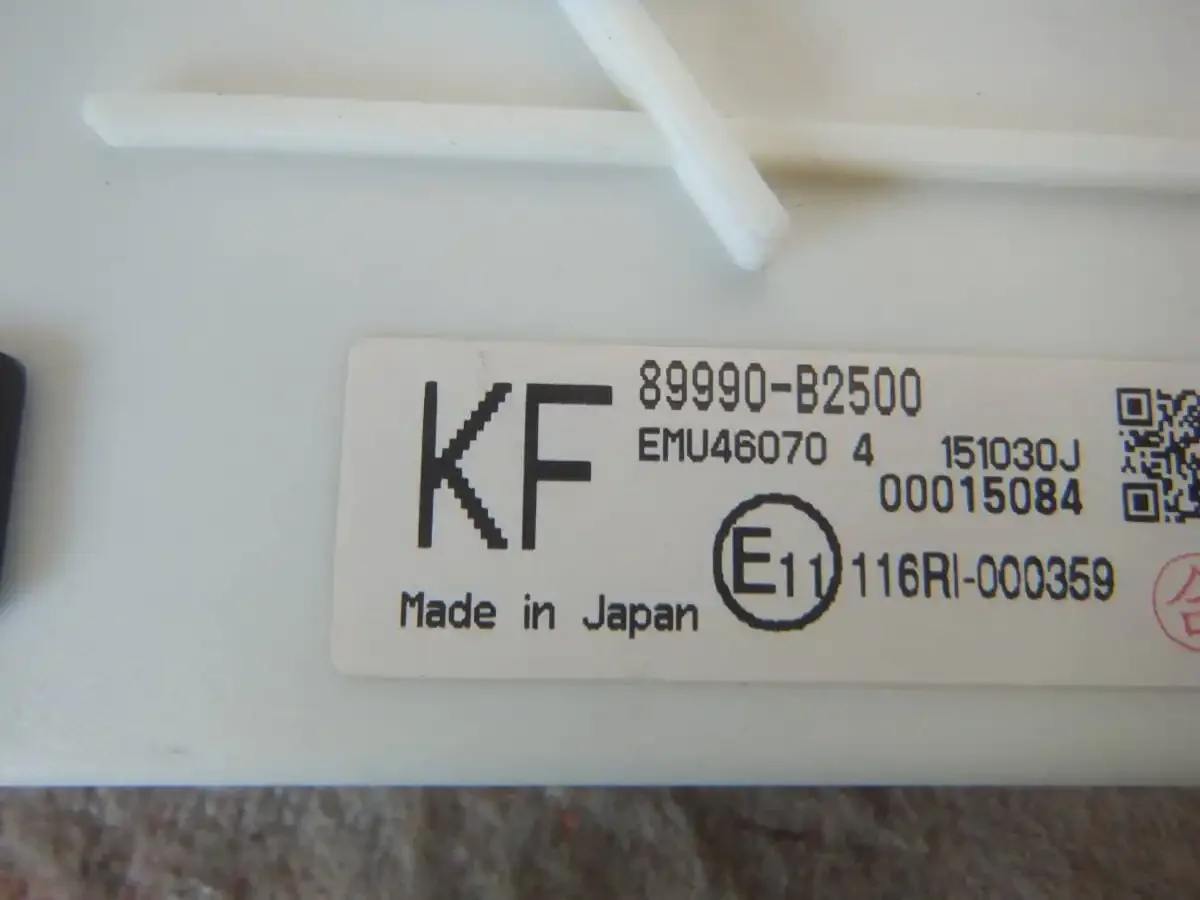 KF
89990-B2500
EMU46070 4 151030J
00015084
E11 116RI-000359
Made in Japan